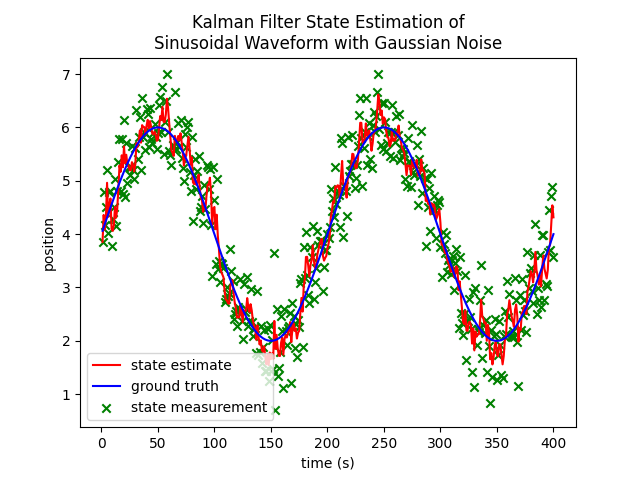 Kalman Filter State Estimation of
Sinusoidal Waveform with Gaussian Noise
7
6
5
4
3
2
1
position
state estimate
ground truth
state measurement
0 50 100 150 200 250 300 350 400
time (s)